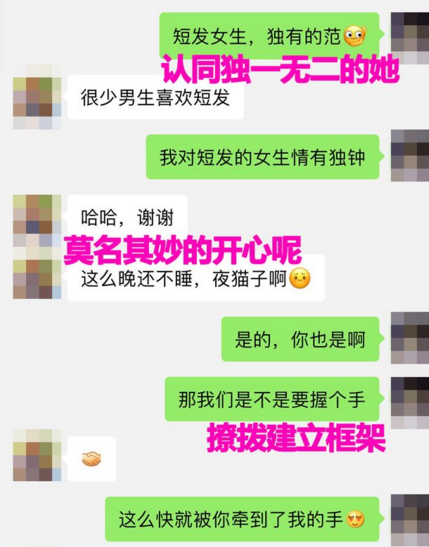 短发女生，独有的范
认同独一无二的她
很少男生喜欢短发
我对短发的女生情有独钟
哈哈，谢谢
莫名其妙的开心呢
这么晚还不睡，夜猫子啊
是的，你也是啊
那我们是不是要握个手
撩拨建立框架
这么快就被你牵到了我的手